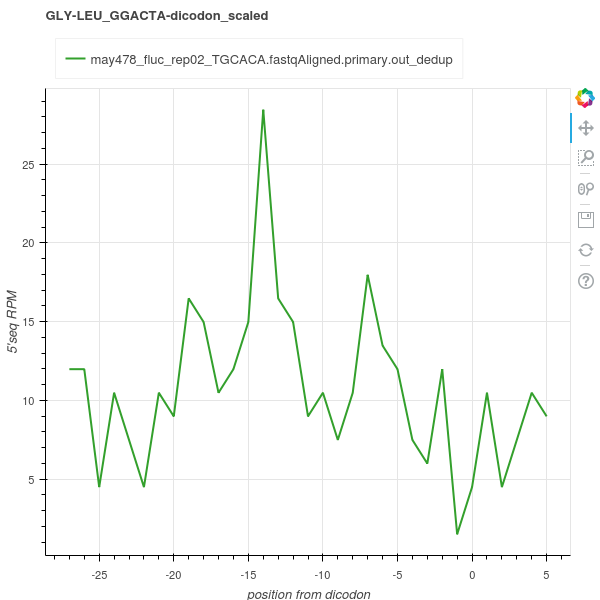 GLY-LEU_GGACTA-dicodon_scaled
may478_fluc_rep02_TGCACA.fastqAligned.primary.out_dedup
25
20
15
10
5
5'seq RPM
-25 -20 -15 -10 -5 0 5
position from dicodon